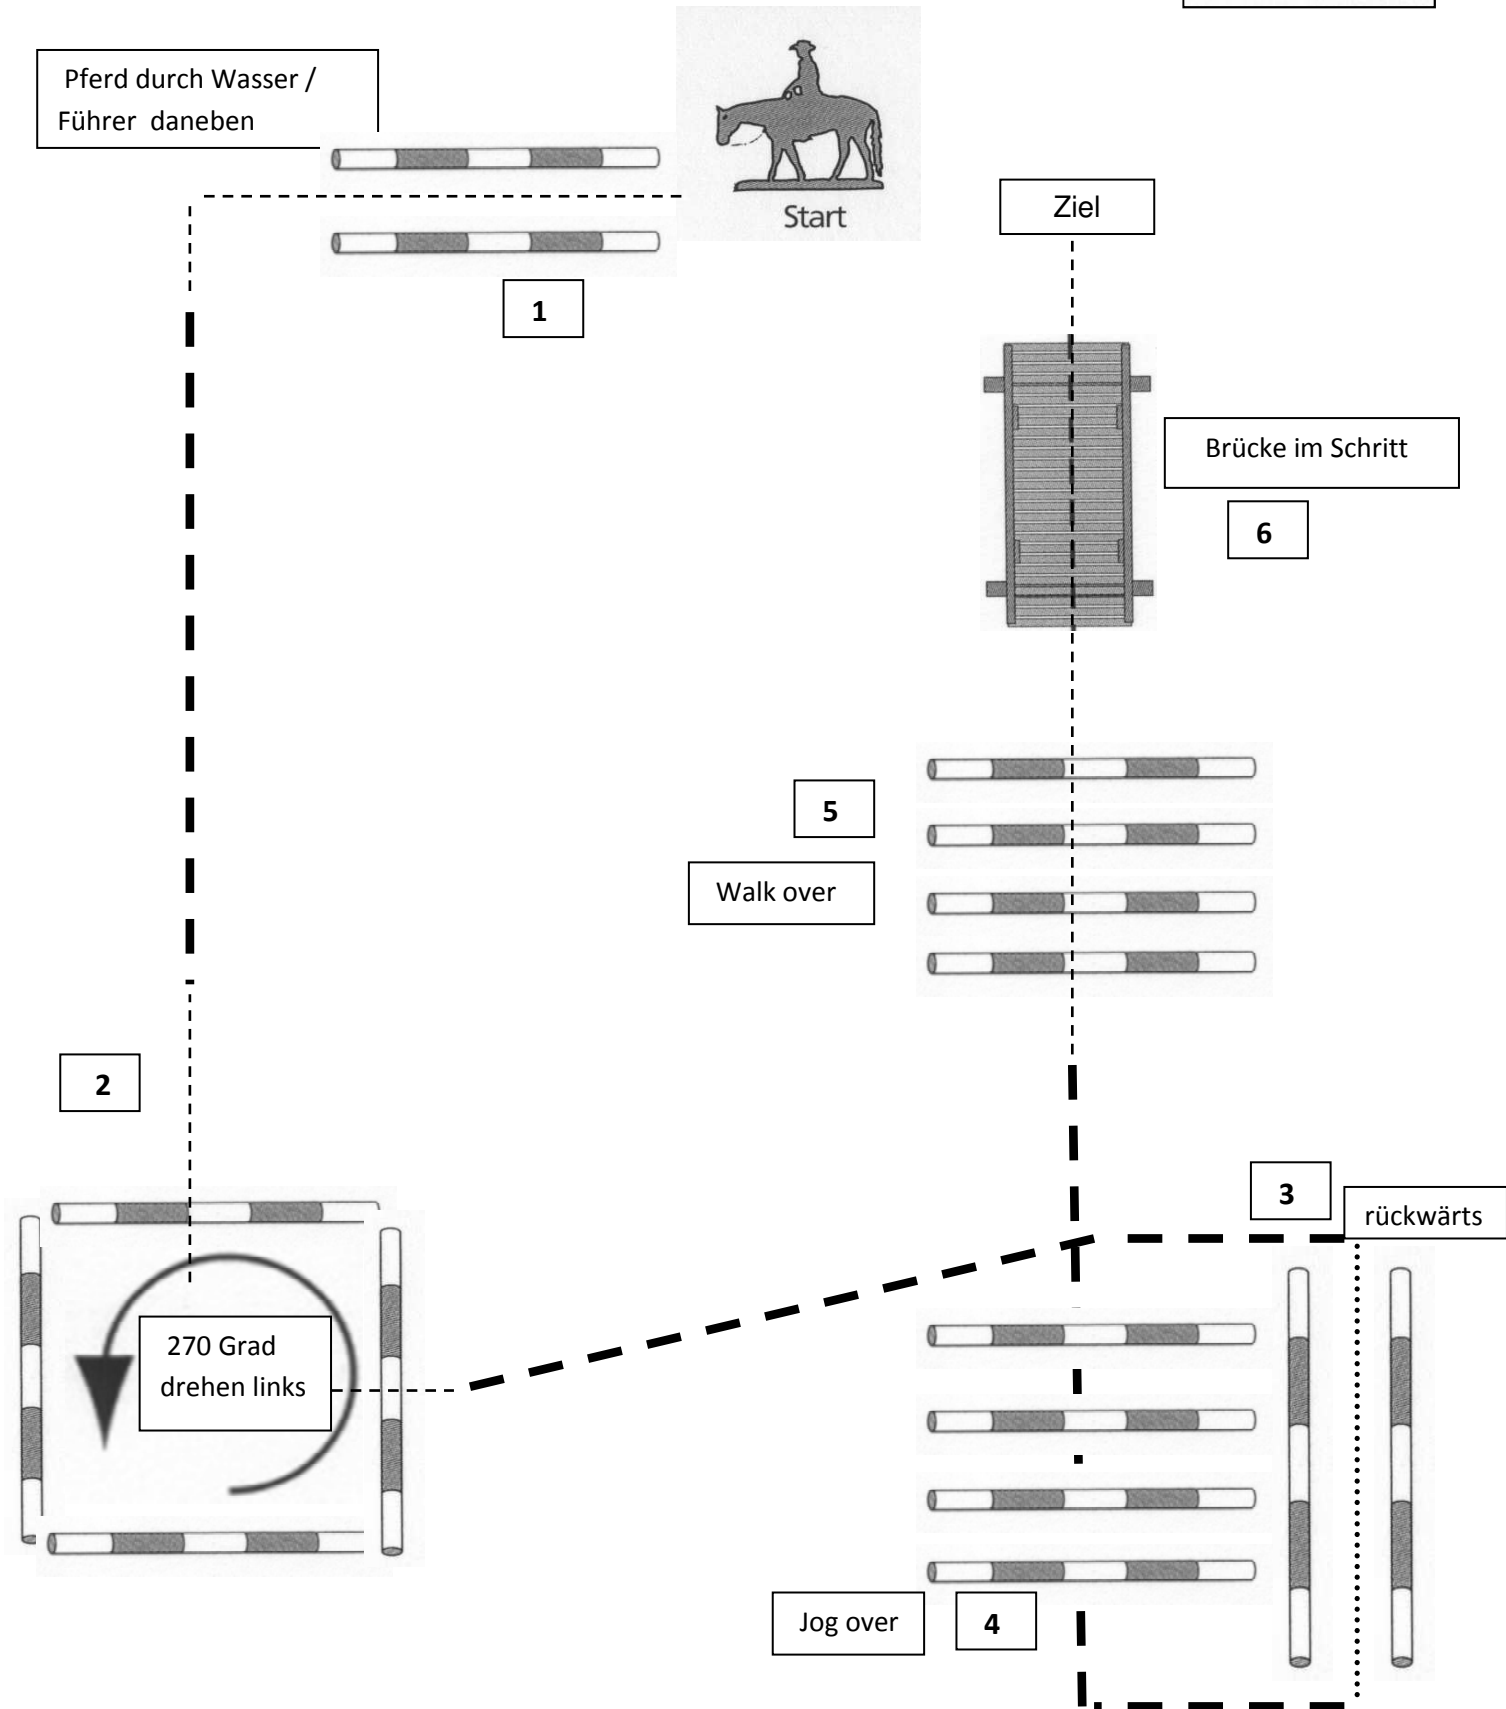 Pferd durch Wasser /
Führer daneben
Start
Ziel
1
Brücke im Schritt
6
5
Walk over
2
3
rückwärts
270 Grad
drehen links
Jog over
4